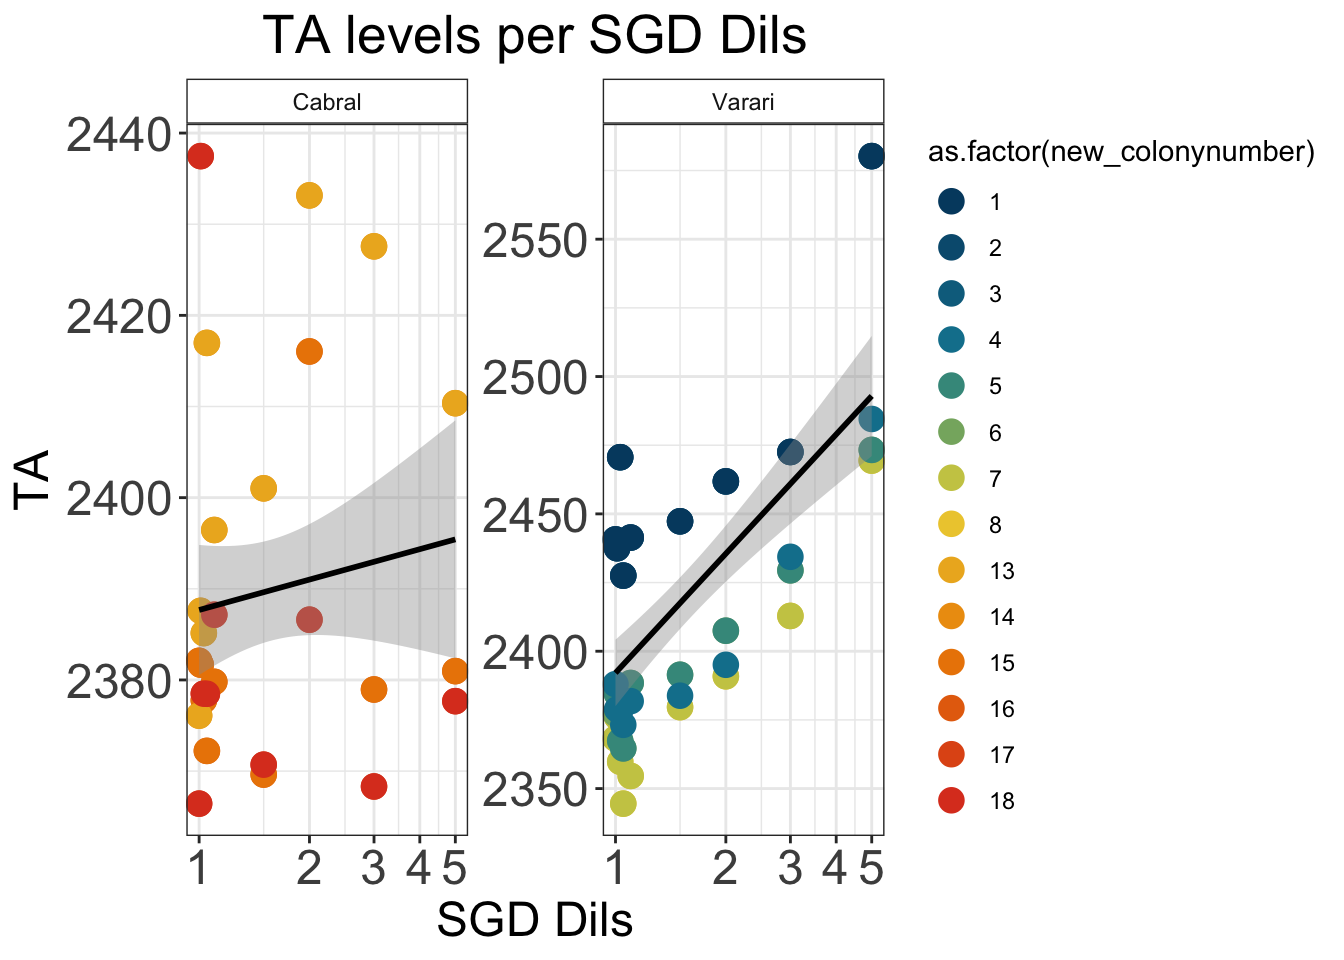 TA levels per SGD Dils
Cabral
Varari
2440
2420
2400
2380
2550
2500
2450
2400
2350
TA
1 2 3 4 5
1 2 3 4 5
SGD Dils
as.factor(new_colonynumber)
1
2
3
4
5
6
7
8
13
14
15
16
17
18